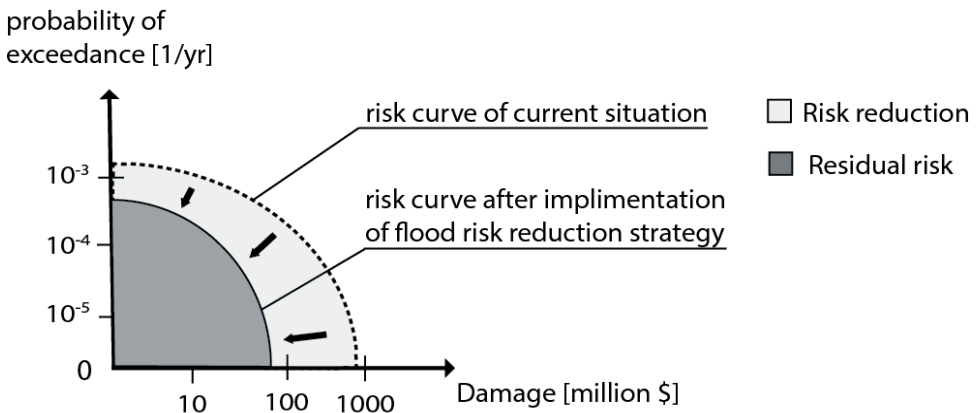 probability of
exceedance [1/yr]
risk curve of current situation
Risk reduction
Residual risk
risk curve after implimentation
of flood risk reduction strategy
10-3
10-4
10-5
0
10
100
1000
Damage [million $]